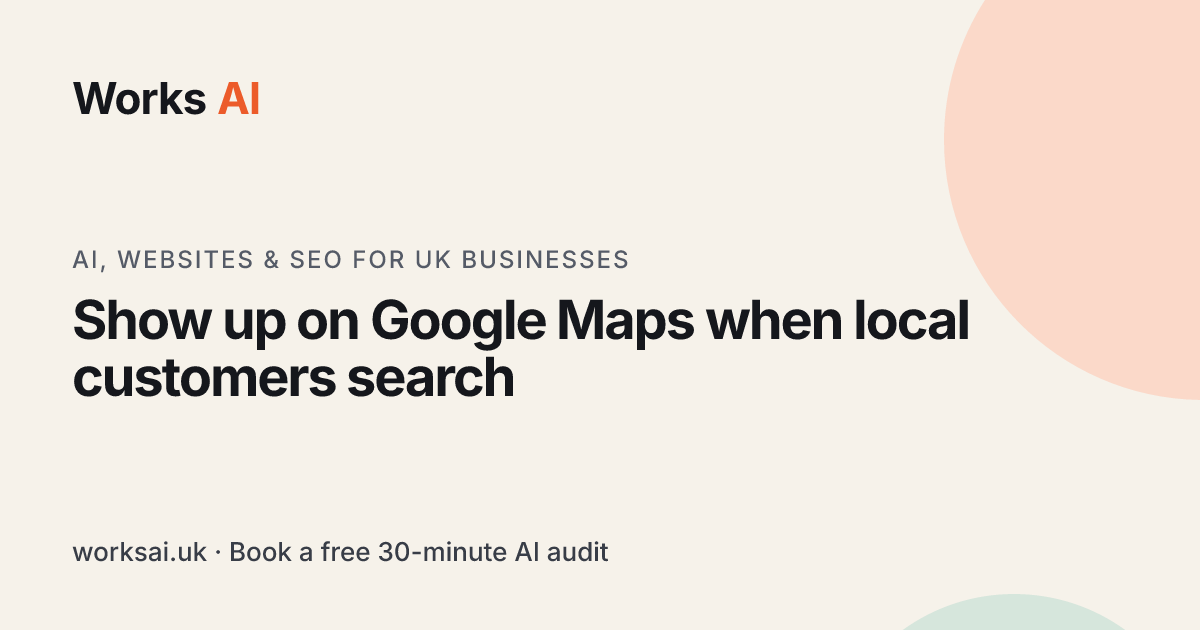 Works AI
AI, WEBSITES & SEO FOR UK BUSINESSES
Show up on Google Maps when local
customers search
worksai.uk · Book a free 30-minute AI audit